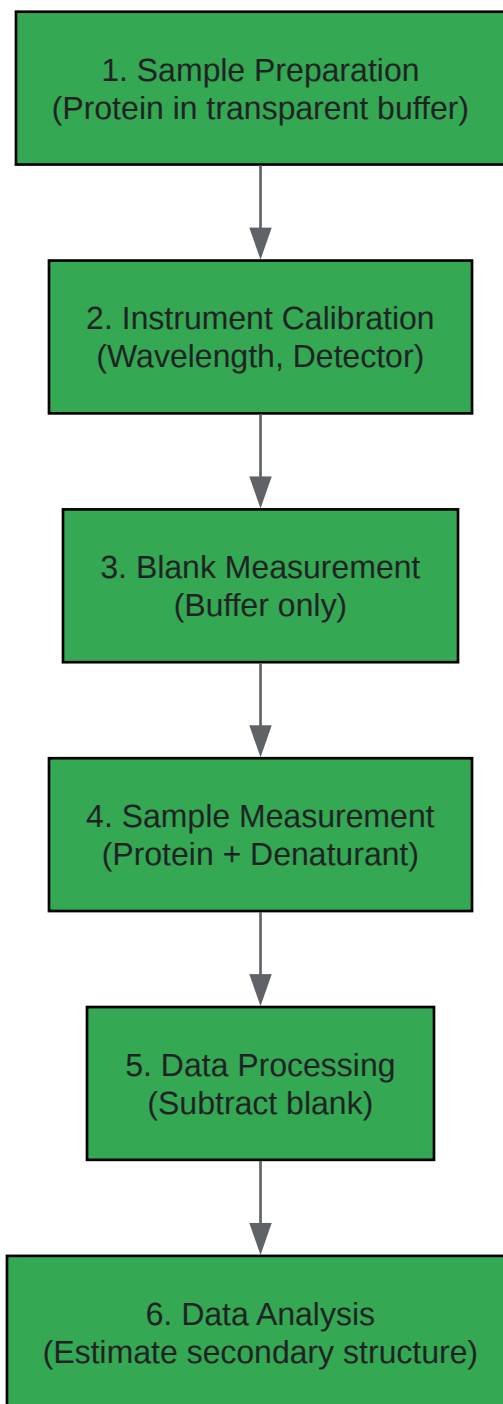 1. Sample Preparation
(Protein in transparent buffer)
2. Instrument Calibration
(Wavelength, Detector)
3. Blank Measurement
(Buffer only)
4. Sample Measurement
(Protein + Denaturant)
5. Data Processing
(Subtract blank)
6. Data Analysis
(Estimate secondary structure)